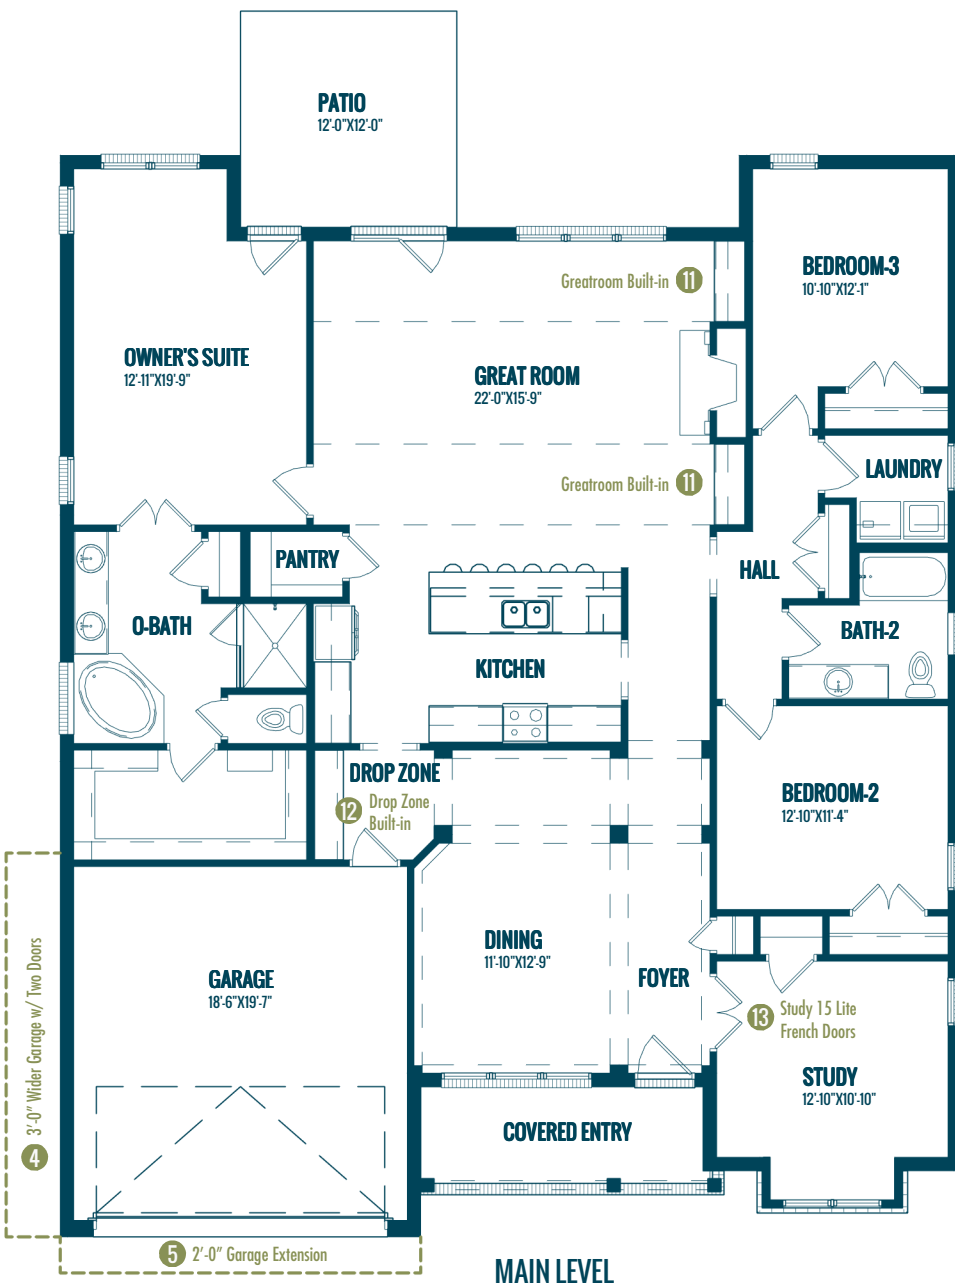 PATIO
12'-0"X12'-0"
Greatroom Built-in 11
BEDROOM-3
10'-10"X12'-1"
OWNER'S SUITE
12'-11"X19'-9"
GREAT ROOM
22'-0"X15'-9"
Greatroom Built-in 11
LAUNDRY
PANTRY
HALL
O-BATH
BATH-2
KITCHEN
DROP ZONE
12 Drop Zone
Built-in
BEDROOM-2
12'-10"X11'-4"
DINING
11'-10"X12'-9"
GARAGE
18'-6"X19'-7"
FOYER
13 Study 15 Lite
French Doors
STUDY
12'-10"X10'-10"
COVERED ENTRY
4 3'-0" Wider Garage w/ Two Doors
5 2'-0" Garage Extension
MAIN LEVEL